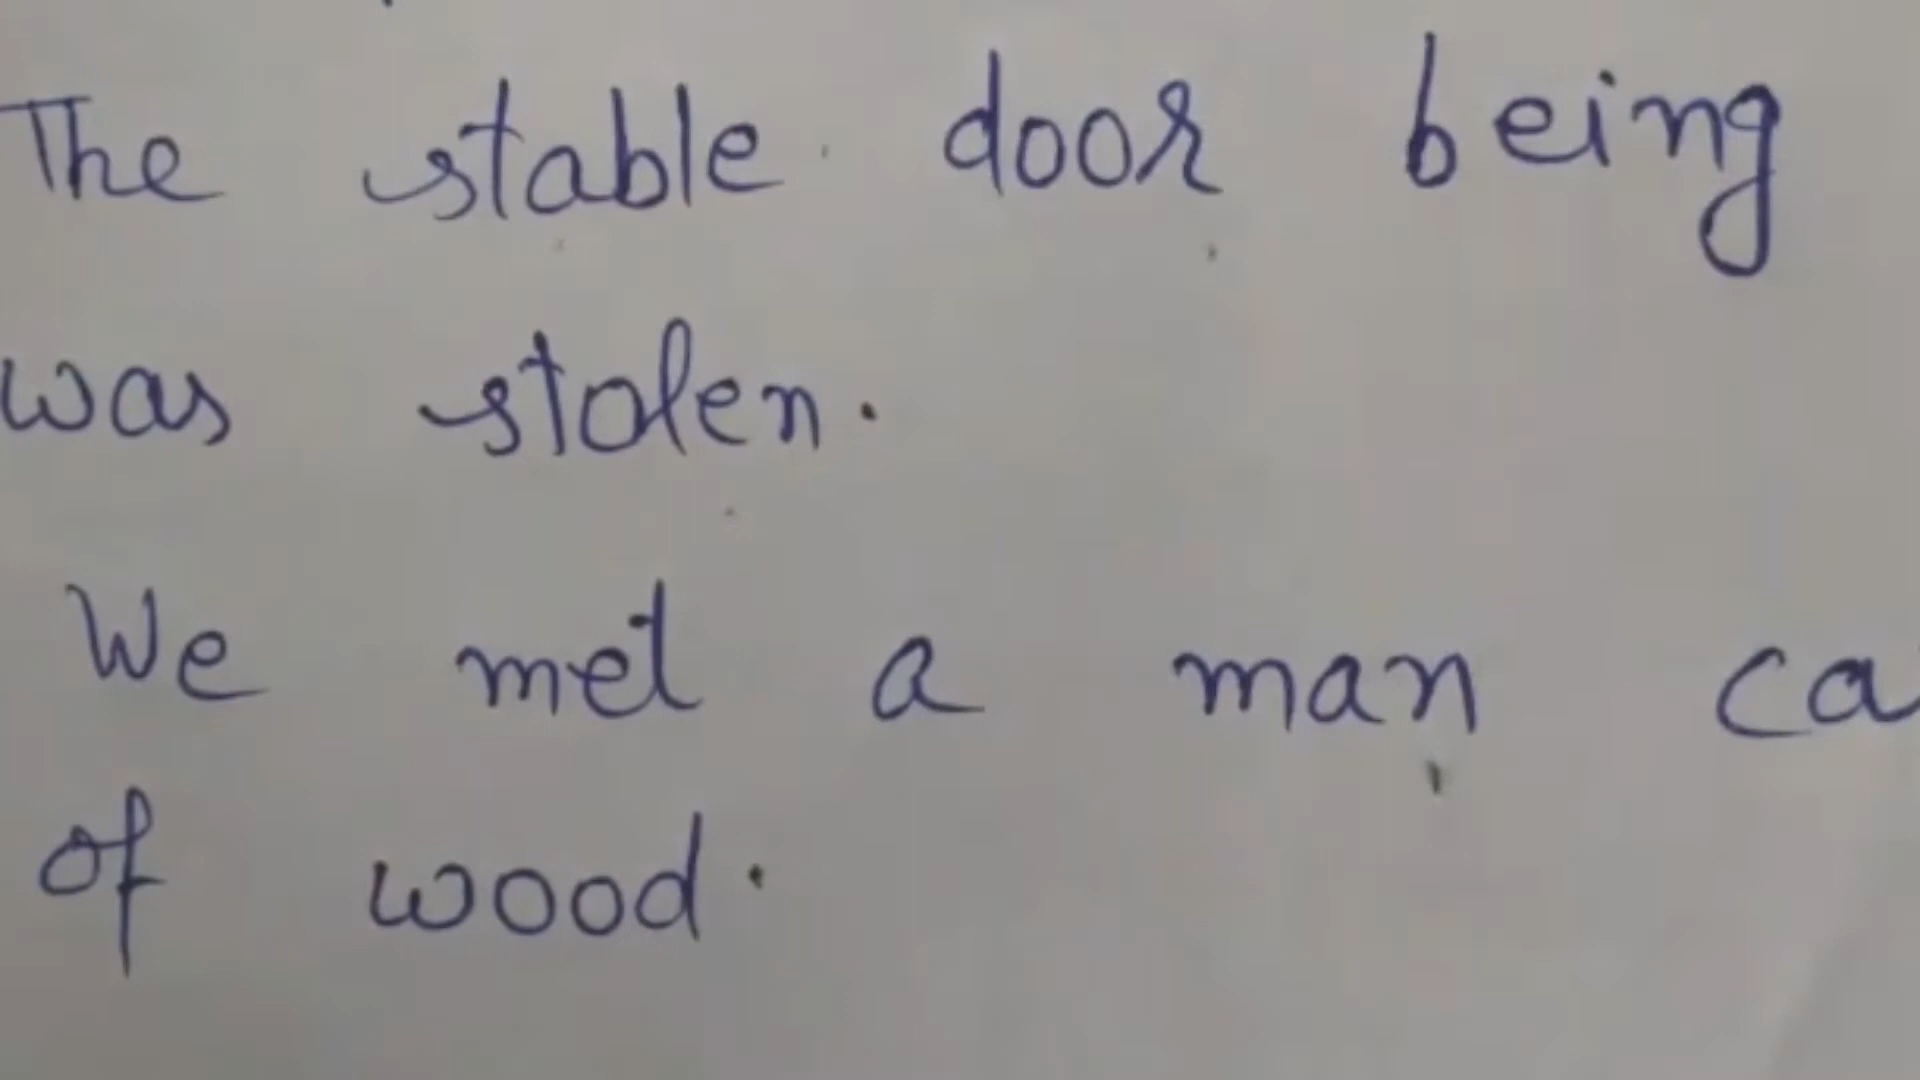 The stable door being
was stolen.
We met a man ca
of wood.